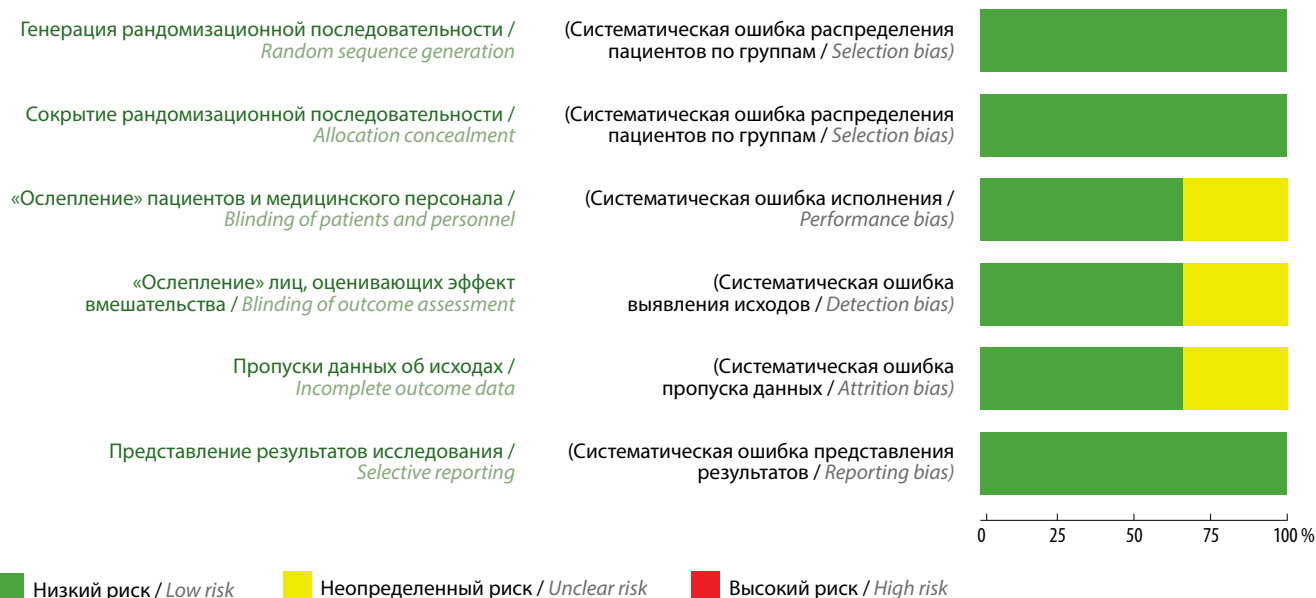 Генерация рандомизационной последовательности /
Random sequence generation
(Систематическая ошибка распределения
пациентов по группам / Selection bias)
Сокрытие рандомизационной последовательности /
Allocation concealment
(Систематическая ошибка распределения
пациентов по группам / Selection bias)
«Ослепление» пациентов и медицинского персонала /
Blinding of patients and personnel
(Систематическая ошибка исполнения /
Performance bias)
«Ослепление» лиц, оценивающих эффект
вмешательства / Blinding of outcome assessment
(Систематическая ошибка
выявления исходов / Detection bias)
Пропуски данных об исходах /
Incomplete outcome data
(Систематическая ошибка
пропуска данных / Attrition bias)
Представление результатов исследования /
Selective reporting
(Систематическая ошибка представления
результатов / Reporting bias)
0 25 50 75 100 %
Низкий риск / Low risk Неопределенный риск / Unclear risk Высокий риск / High risk